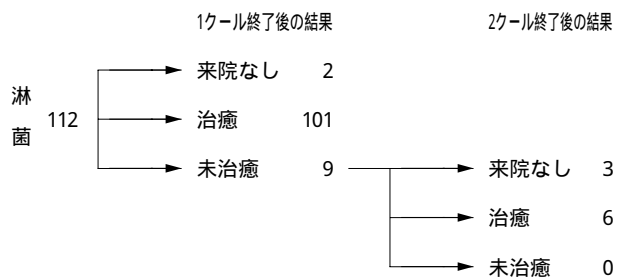 1クール終了後の結果 2クール終了後の結果
来院なし 2
淋菌 112 治癒 101
未治癒 9 来院なし 3
治癒 6
未治癒 0